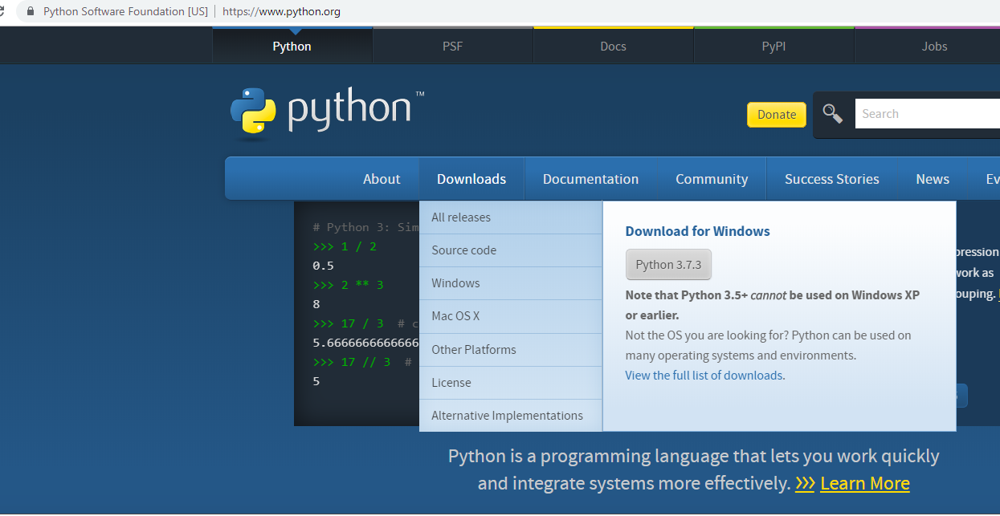 Python Software Foundation [US] | https://www.python.org
Python
PSF
Docs
PyPI
Jobs
python™
Donate
Search
About
Downloads
Documentation
Community
Success Stories
News
Ev
All releases
Source code
Windows
Mac OS X
Other Platforms
License
Alternative Implementations
Download for Windows
Python 3.7.3
Note that Python 3.5+ cannot be used on Windows XP
or earlier.
Not the OS you are looking for? Python can be used on
many operating systems and environments.
View the full list of downloads.
# Python 3: Sim
>>> 1 / 2
0.5
>>> 2 ** 3
8
>>> 17 / 3 # c
5.6666666666666
>>> 17 // 3 #
5
pression
work as
ouping.
Python is a programming language that lets you work quickly
and integrate systems more effectively. >>> Learn More